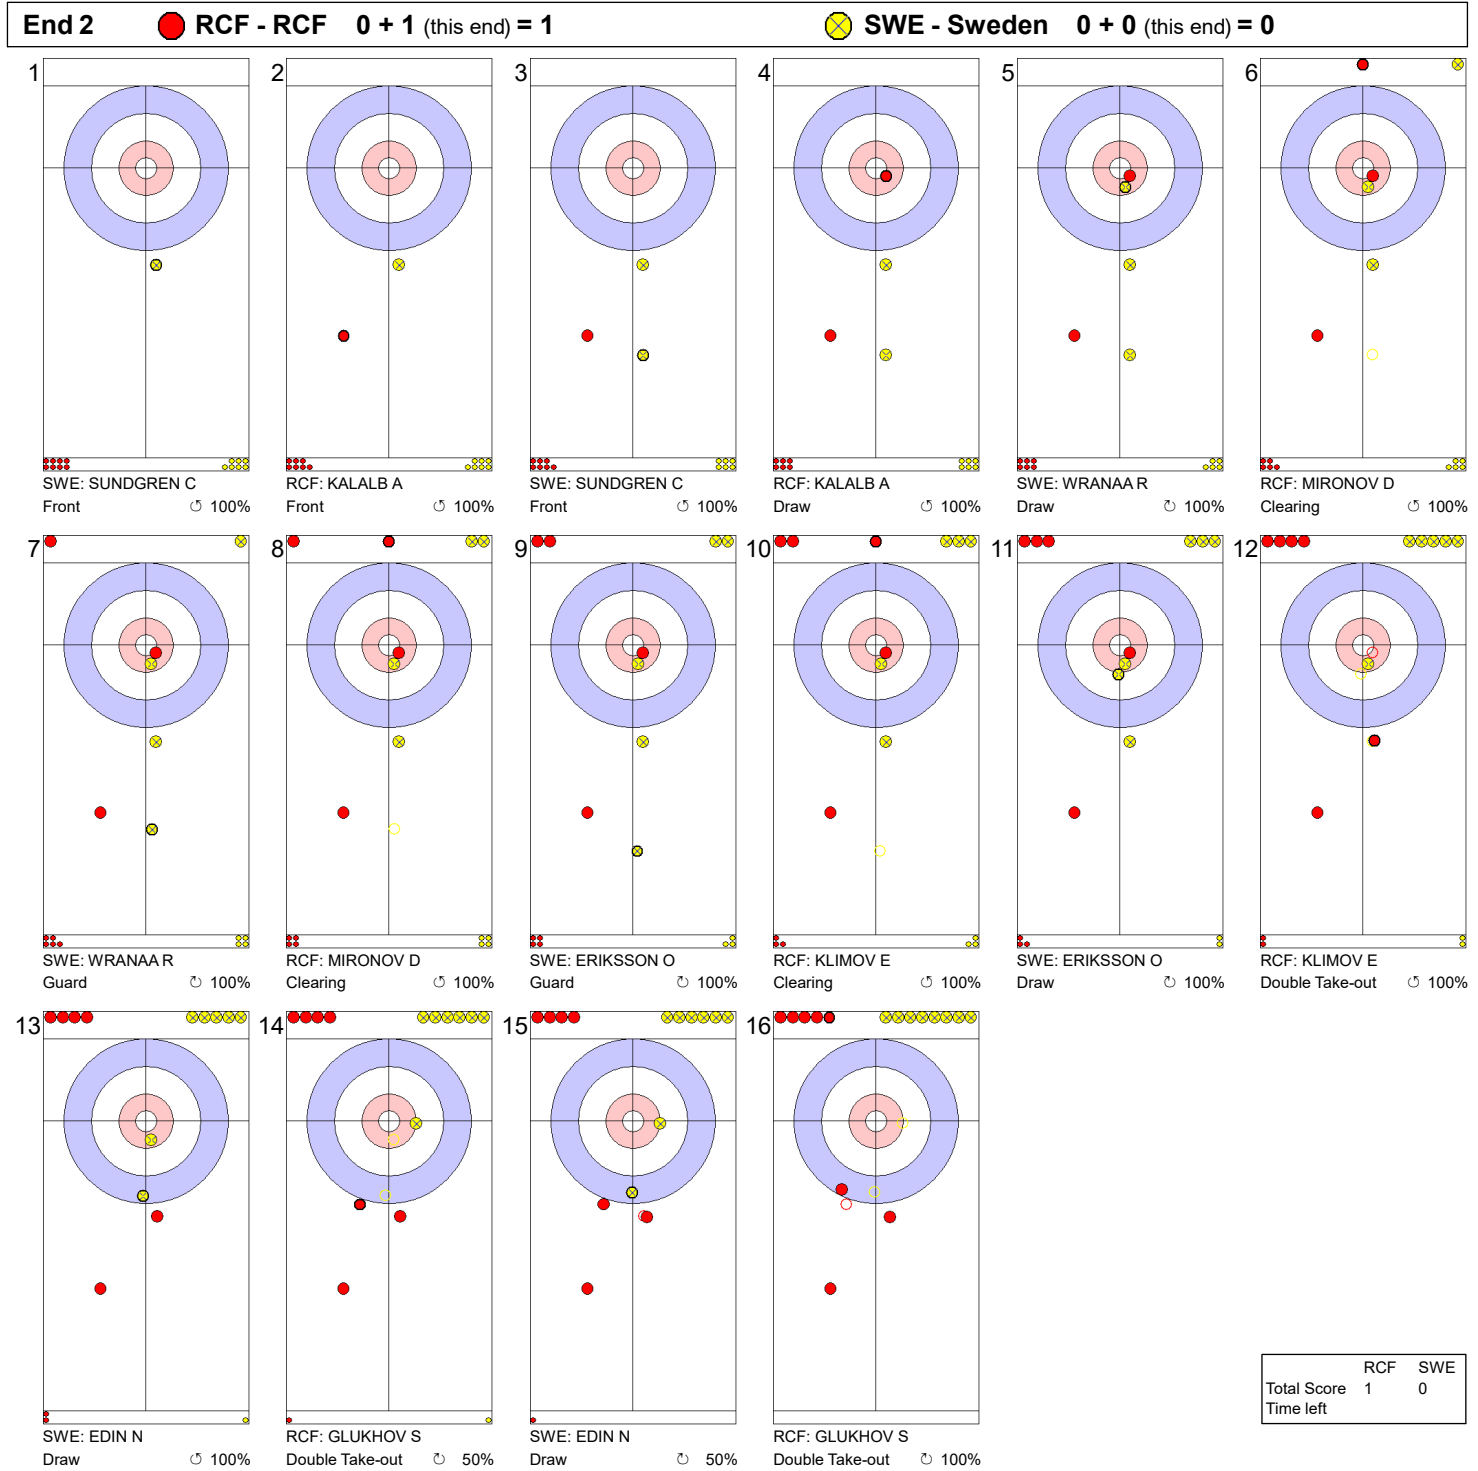 End 2 RCF - RCF 0 + 1 (this end) = 1 SWE - Sweden 0 + 0 (this end) = 0
1 2 3 4 5 6
SWE: SUNDGREN C RCF: KALALB A SWE: SUNDGREN C RCF: KALALB A SWE: WRANAA R RCF: MIRONOV D
Front ↺ 100% Front ↺ 100% Front ↺ 100% Draw ↺ 100% Draw ↺ 100% Clearing ↺ 100%
7 8 9 10 11 12
SWE: WRANAA R RCF: MIRONOV D SWE: ERIKSSON O RCF: KLIMOV E SWE: ERIKSSON O RCF: KLIMOV E
Guard ↻ 100% Clearing ↺ 100% Guard ↻ 100% Clearing ↺ 100% Draw ↻ 100% Double Take-out ↻ 100%
13 14 15 16
RCF SWE
Total Score 1 0
Time left
SWE: EDIN N RCF: GLUKHOV S SWE: EDIN N RCF: GLUKHOV S
Draw ↺ 100% Double Take-out ↻ 50% Draw ↻ 50% Double Take-out ↻ 100%